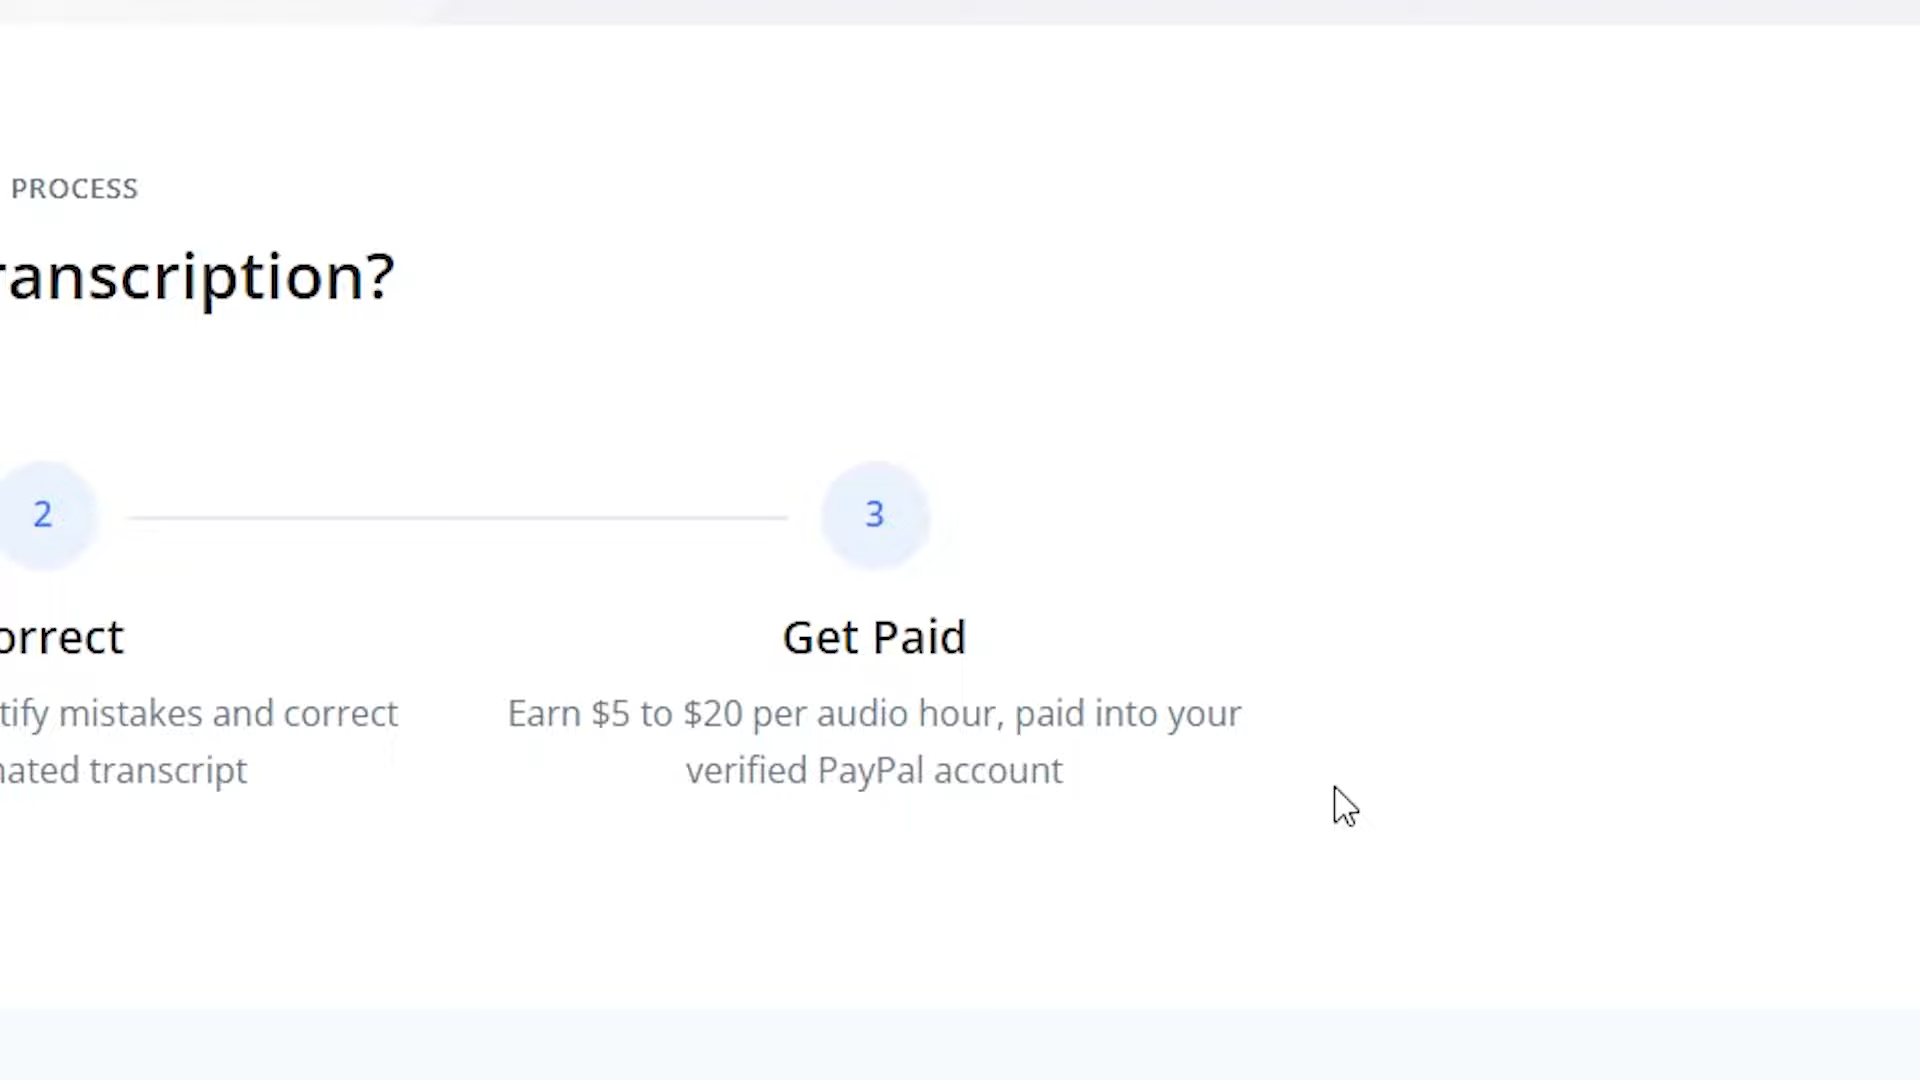 PROCESS
ranscription?
2
3
orrect
Get Paid
tify mistakes and correct
nated transcript
Earn $5 to $20 per audio hour, paid into your
verified PayPal account